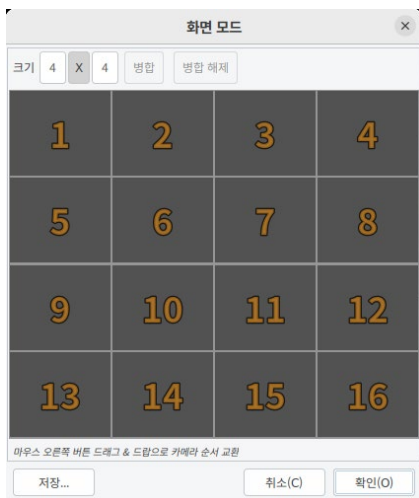 화면 모드
크기 4 X 4 병합 병합 해제
1 2 3 4
5 6 7 8
9 10 11 12
13 14 15 16
마우스 오른쪽 버튼 드래그 & 드랍으로 카메라 순서 교환
저장... 취소(C) 확인(O)